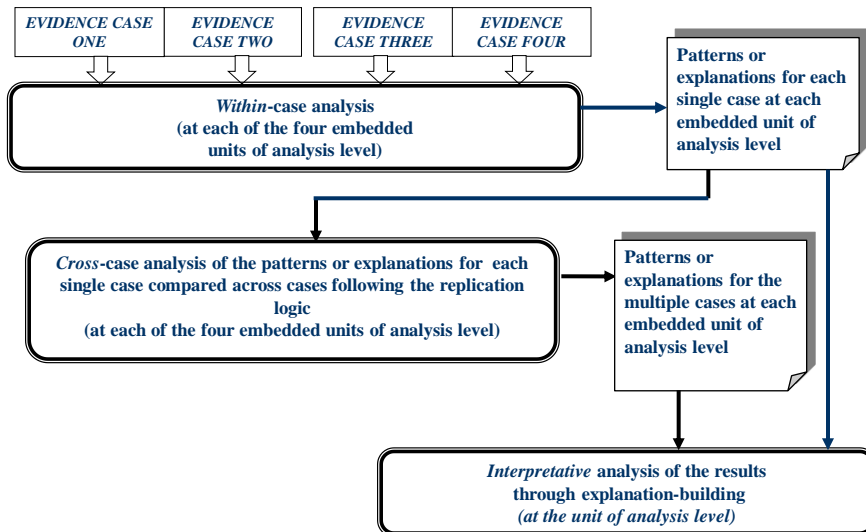 EVIDENCE CASE
ONE
EVIDENCE
CASE TWO
EVIDENCE
CASE THREE
EVIDENCE
CASE FOUR
Within-case analysis
(at each of the four embedded
units of analysis level)
Patterns or
explanations for each
single case at each
embedded unit of
analysis level
Cross-case analysis of the patterns or explanations for each
single case compared across cases following the replication
logic
(at each of the four embedded units of analysis level)
Patterns or
explanations for the
multiple cases at each
embedded unit of
analysis level
Interpretative analysis of the results
through explanation-building
(at the unit of analysis level)